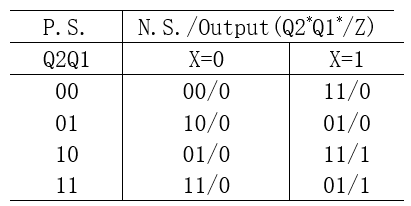 P.S. N.S./Output(Q2*Q1*/Z)
Q2Q1 X=0 X=1
00 00/0 11/0
01 10/0 01/0
10 01/0 11/1
11 11/0 01/1